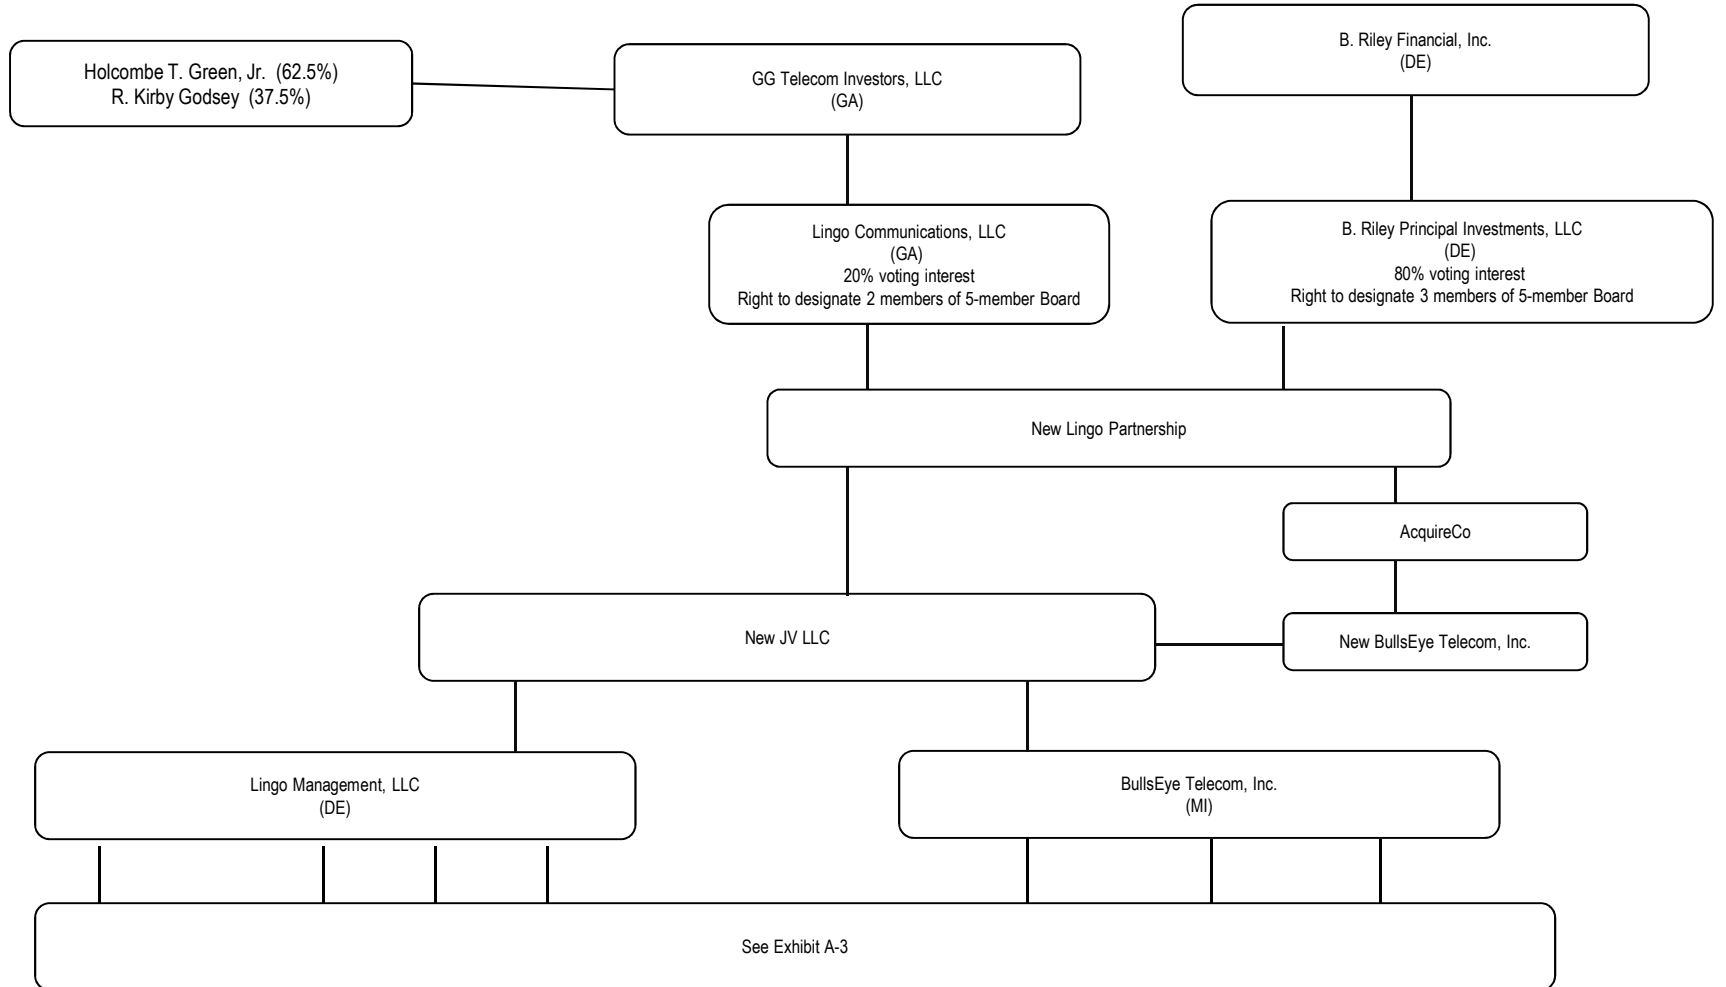 Holcombe T. Green, Jr. (62.5%)
R. Kirby Godsey (37.5%)
GG Telecom Investors, LLC
(GA)
B. Riley Financial, Inc.
(DE)
Lingo Communications, LLC
(GA)
20% voting interest
Right to designate 2 members of 5-member Board
B. Riley Principal Investments, LLC
(DE)
80% voting interest
Right to designate 3 members of 5-member Board
New Lingo Partnership
AcquireCo
New JV LLC
New BullsEye Telecom, Inc.
Lingo Management, LLC
(DE)
BullsEye Telecom, Inc.
(MI)
See Exhibit A-3